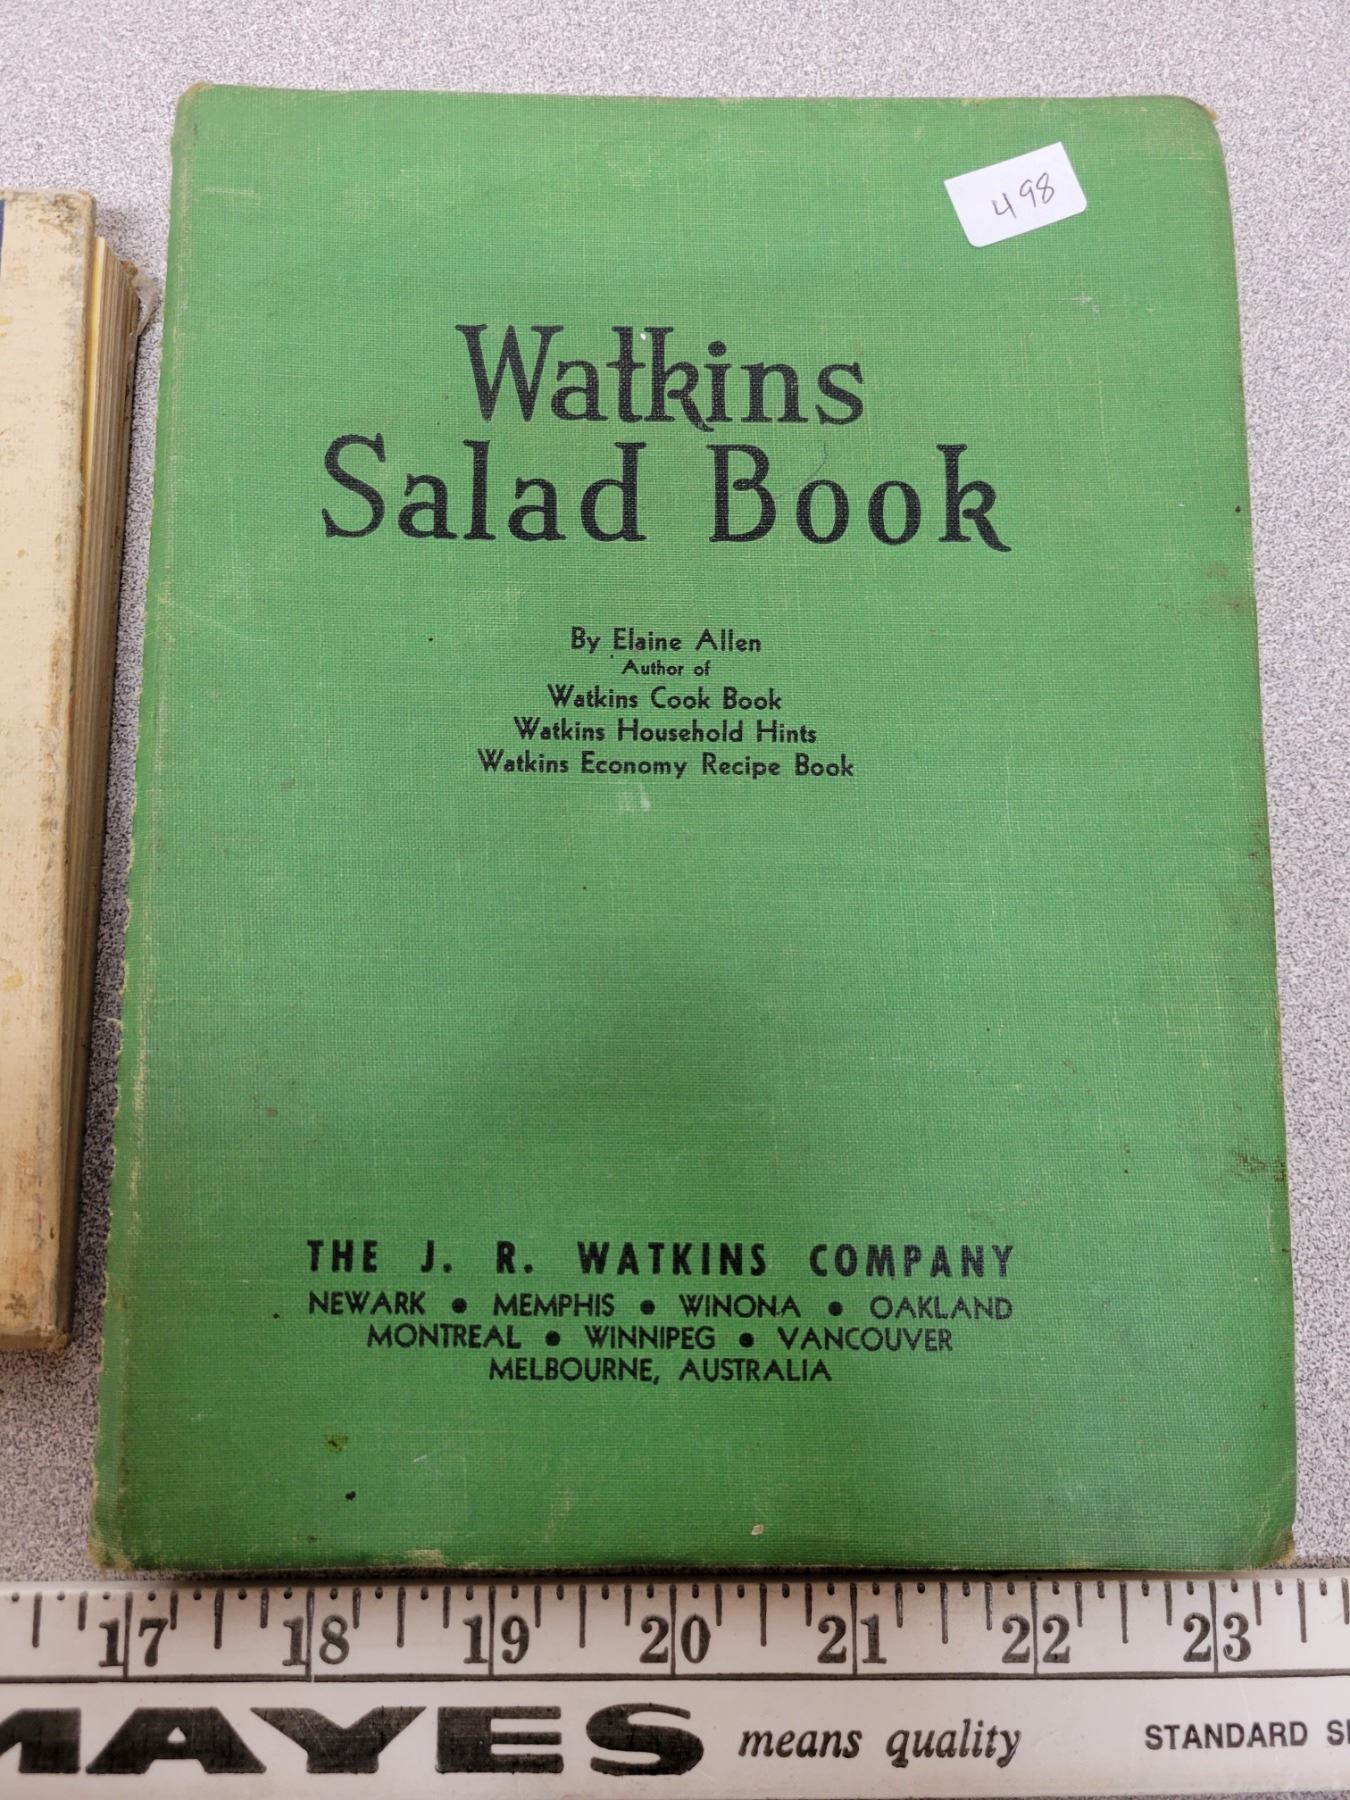 498
Watkins
Salad Book
By Elaine Allen
Author of
Watkins Cook Book
Watkins Household Hints
Watkins Economy Recipe Book
THE J. R. WATKINS COMPANY
NEWARK • MEMPHIS • WINONA • OAKLAND
MONTREAL • WINNIPEG • VANCOUVER
MELBOURNE, AUSTRALIA
17 18 19 20 21 22 23
MAYES means quality STANDARD